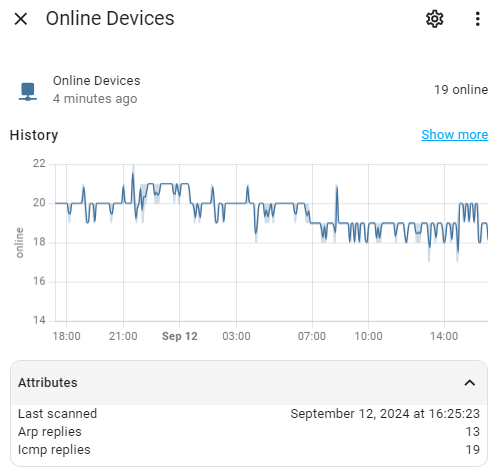 Online Devices
Online Devices
4 minutes ago
19 online
History
Show more
22
20
18
16
14
online
18:00 21:00 Sep 12 03:00 07:00 10:00 14:00
Attributes
Last scanned September 12, 2024 at 16:25:23
Arp replies 13
Icmp replies 19